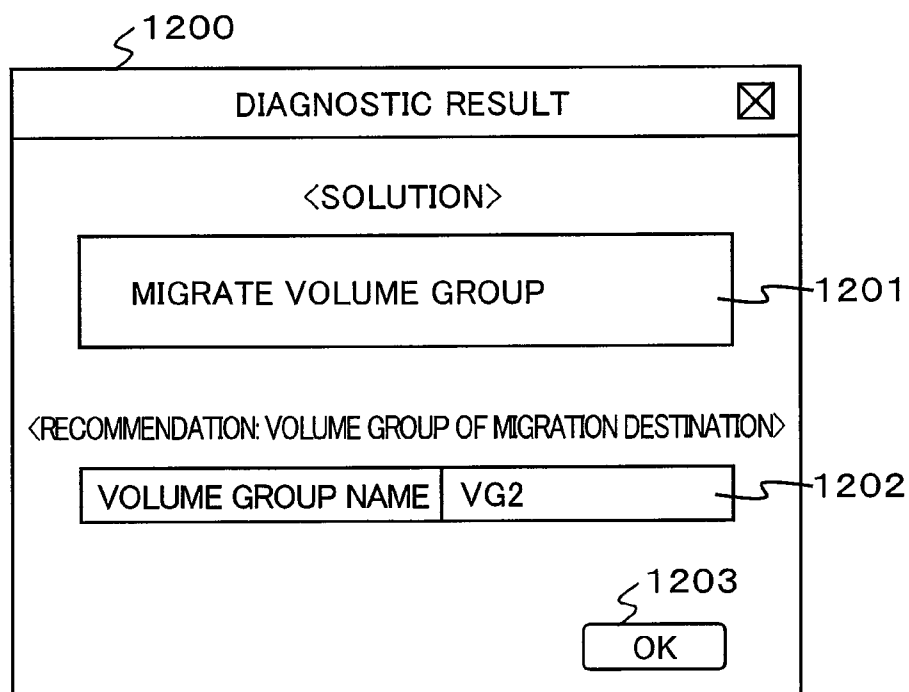 1200
DIAGNOSTIC RESULT
<SOLUTION>
MIGRATE VOLUME GROUP
1201
<RECOMMENDATION: VOLUME GROUP OF MIGRATION DESTINATION>
VOLUME GROUP NAME VG2
1202
1203
OK